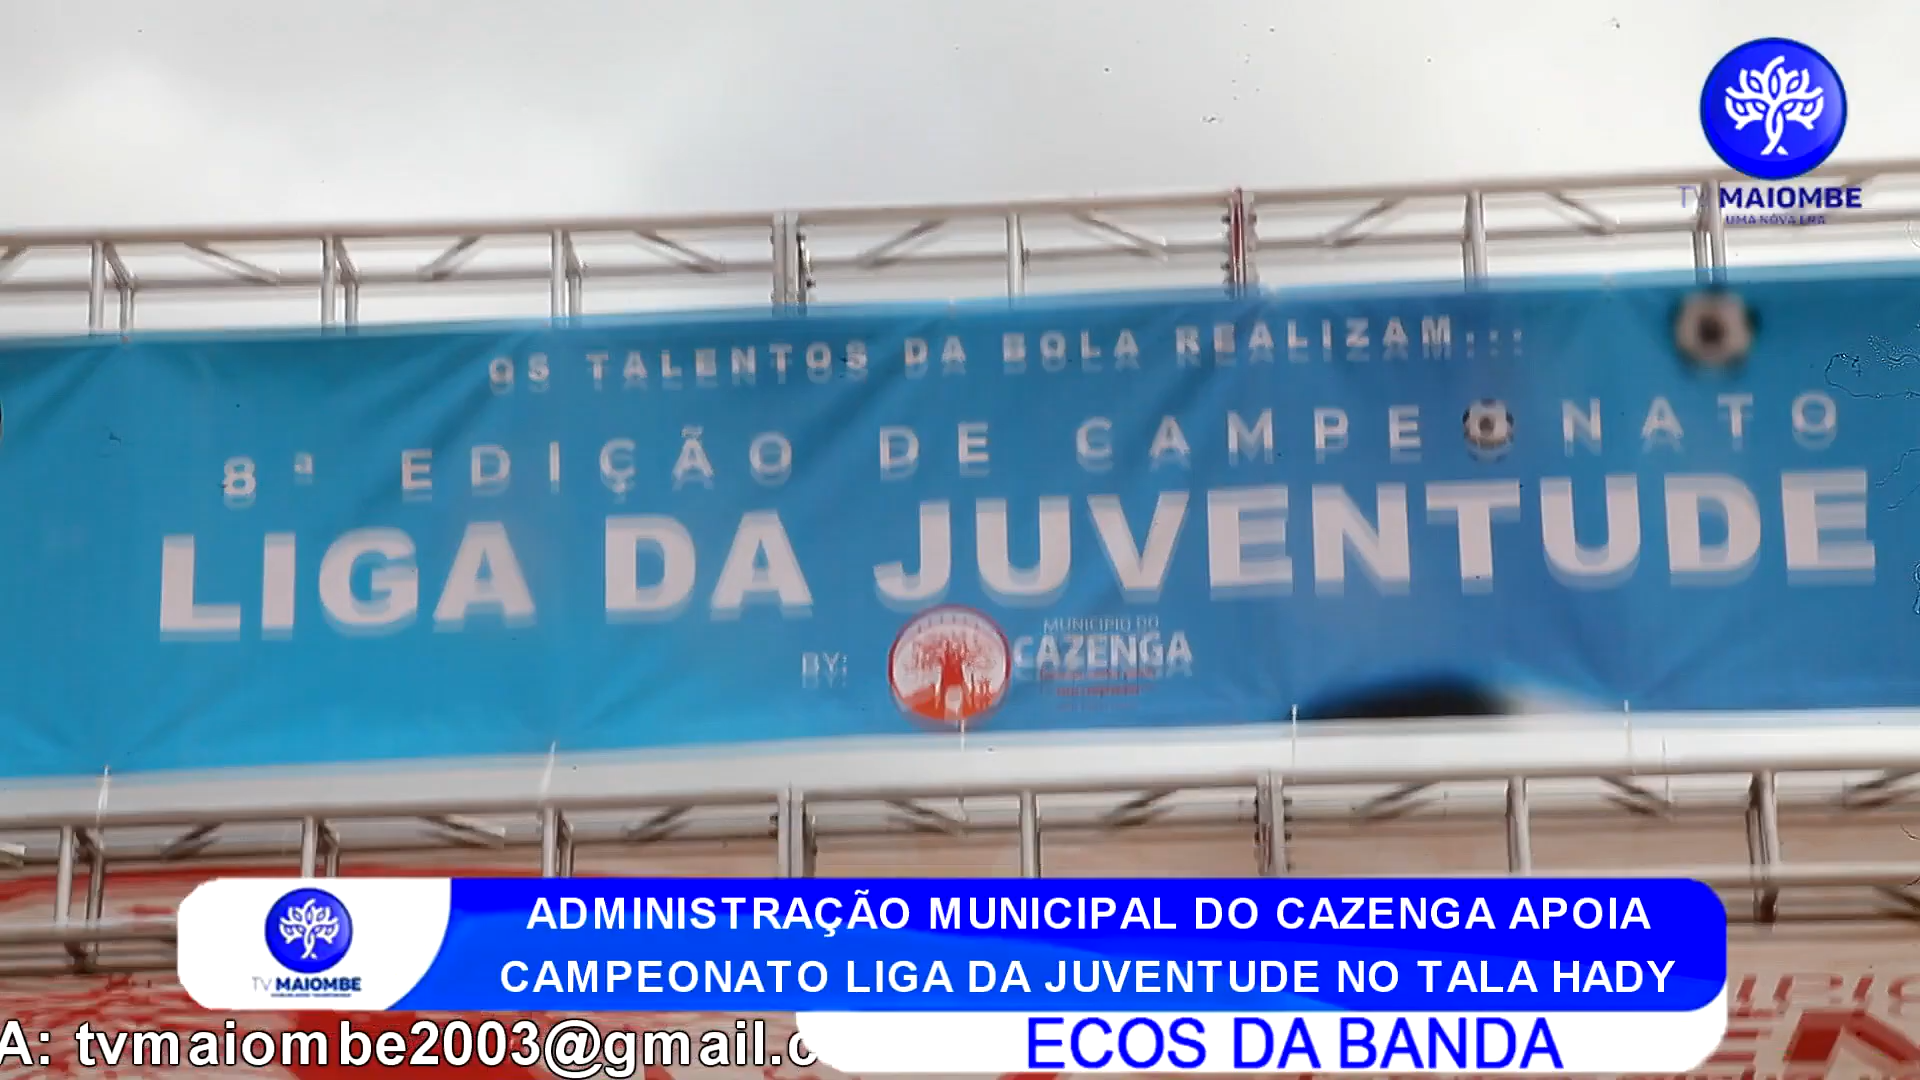 TV MAIOMBE
UMA NOVA ERA
OS TALENTOS DA BOLA REALIZAM...
8ª EDIÇÃO DE CAMPEONATO
LIGA DA JUVENTUDE
BY:
MUNICIPIO DO
CAZENGA
ADMINISTRAÇÃO MUNICIPAL DO CAZENGA APOIA
CAMPEONATO LIGA DA JUVENTUDE NO TALA HADY
TV MAIOMBE
A: tvmaiombe2003@gmail.c
ECOS DA BANDA